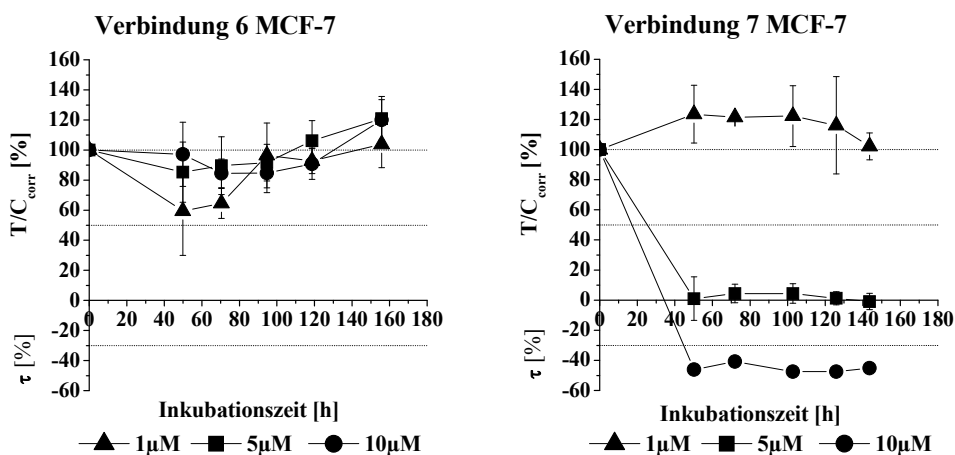 Verbindung 6 MCF-7
160
140
120
100
80
60
40
20
0
-20
-40
-60
T/C_corr [%]
τ [%]
0 20 40 60 80 100 120 140 160 180
Inkubationszeit [h]
1µM 5µM 10µM
Verbindung 7 MCF-7
160
140
120
100
80
60
40
20
0
-20
-40
-60
T/C_corr [%]
τ [%]
0 20 40 60 80 100 120 140 160 180
Inkubationszeit [h]
1µM 5µM 10µM